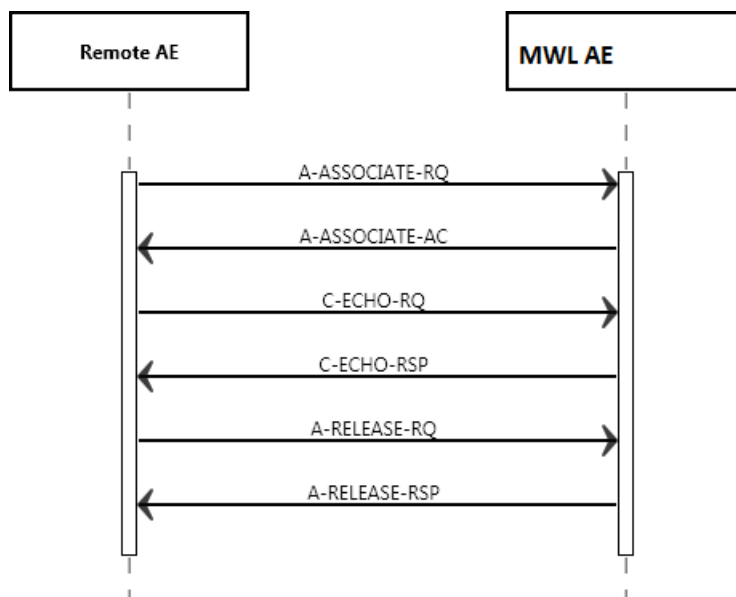 Remote AE
MWL AE
A-ASSOCIATE-RQ
A-ASSOCIATE-AC
C-ECHO-RQ
C-ECHO-RSP
A-RELEASE-RQ
A-RELEASE-RSP